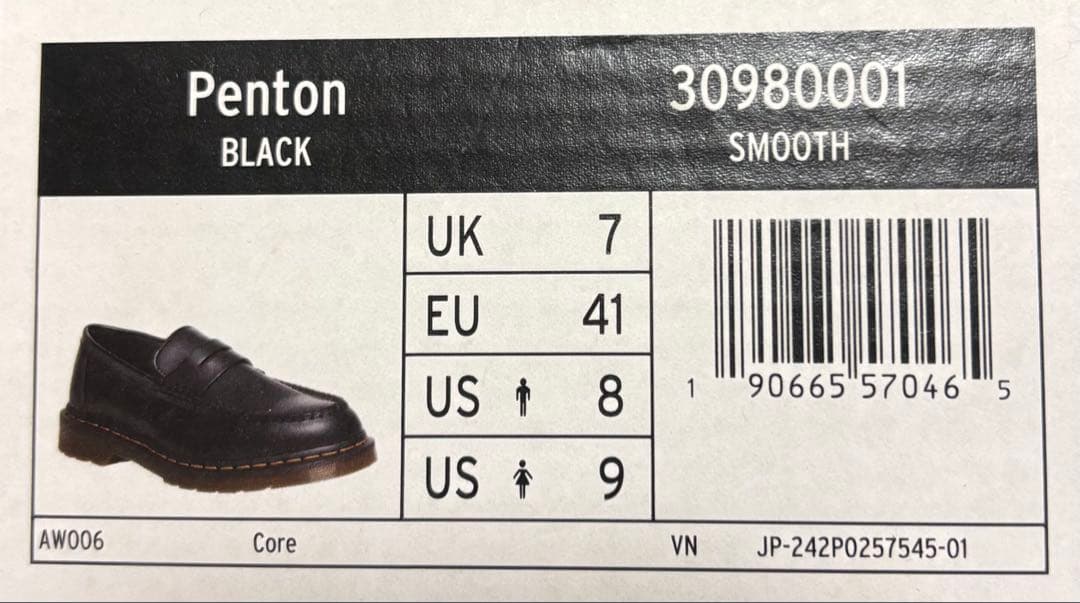 Penton
BLACK
30980001
SMOOTH
UK 7
EU 41
US 8
US 9
1 90665 57046 5
AW006 Core VN JP-242P0257545-01